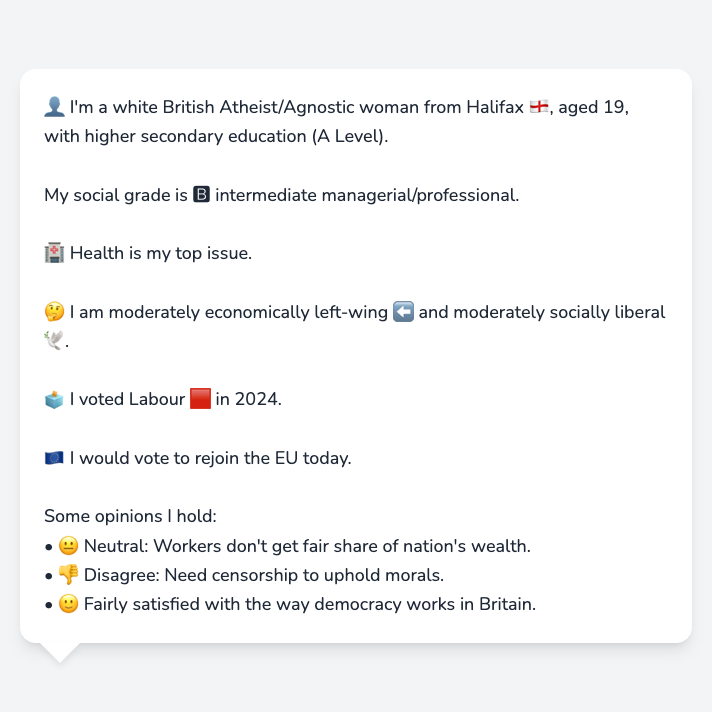 👤 I'm a white British Atheist/Agnostic woman from Halifax 🏴󠁧󠁢󠁥󠁮󠁧󠁿, aged 19,
with higher secondary education (A Level).
My social grade is 🅱 intermediate managerial/professional.
🏥 Health is my top issue.
🤔 I am moderately economically left-wing ⬅️ and moderately socially liberal
🕊️.
🗳️ I voted Labour 🟥 in 2024.
🇪🇺 I would vote to rejoin the EU today.
Some opinions I hold:
• 😐 Neutral: Workers don't get fair share of nation's wealth.
• 👎 Disagree: Need censorship to uphold morals.
• 🙂 Fairly satisfied with the way democracy works in Britain.